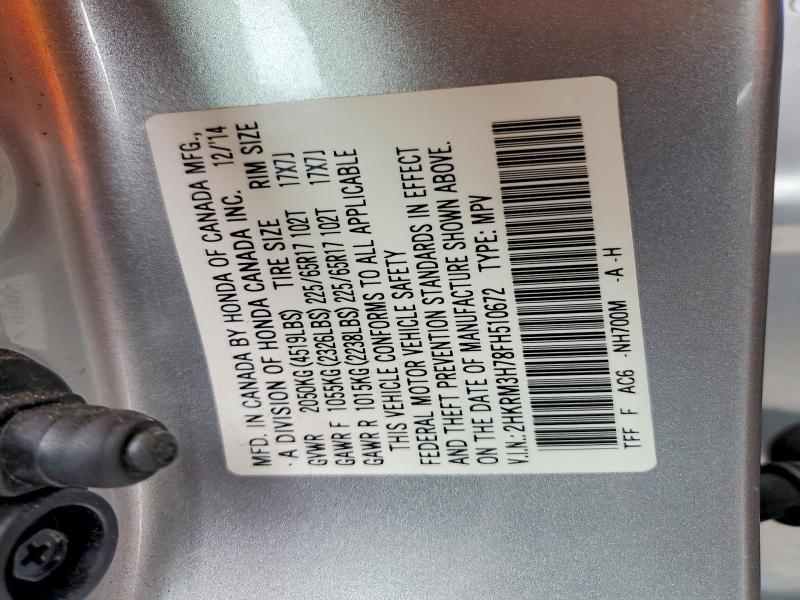 MFD. IN CANADA BY HONDA OF CANADA MFG.,
· A DIVISION OF HONDA CANADA INC. 12/'14
TIRE SIZE RIM SIZE
GVWR 2050KG(4519LBS)
GAWR F 1055KG(2326LBS) 225/65R17 102T 17X7J
GAWR R 1015KG(2238LBS) 225/65R17 102T 17X7J
THIS VEHICLE CONFORMS TO ALL APPLICABLE
FEDERAL MOTOR VEHICLE SAFETY
AND THEFT PREVENTION STANDARDS IN EFFECT
ON THE DATE OF MANUFACTURE SHOWN ABOVE.
V.I.N.: 2HKRM3H78FH510672 TYPE: MPV
TFF F AC6 -NH700M -A -H